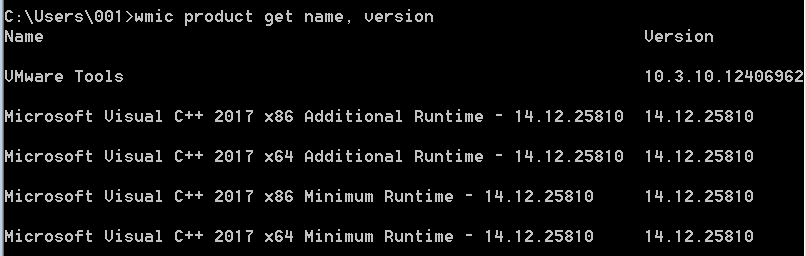 C:\Users\001>wmic product get name, version
Name Version
VMware Tools 10.3.10.12406962
Microsoft Visual C++ 2017 x86 Additional Runtime - 14.12.25810 14.12.25810
Microsoft Visual C++ 2017 x64 Additional Runtime - 14.12.25810 14.12.25810
Microsoft Visual C++ 2017 x86 Minimum Runtime - 14.12.25810 14.12.25810
Microsoft Visual C++ 2017 x64 Minimum Runtime - 14.12.25810 14.12.25810